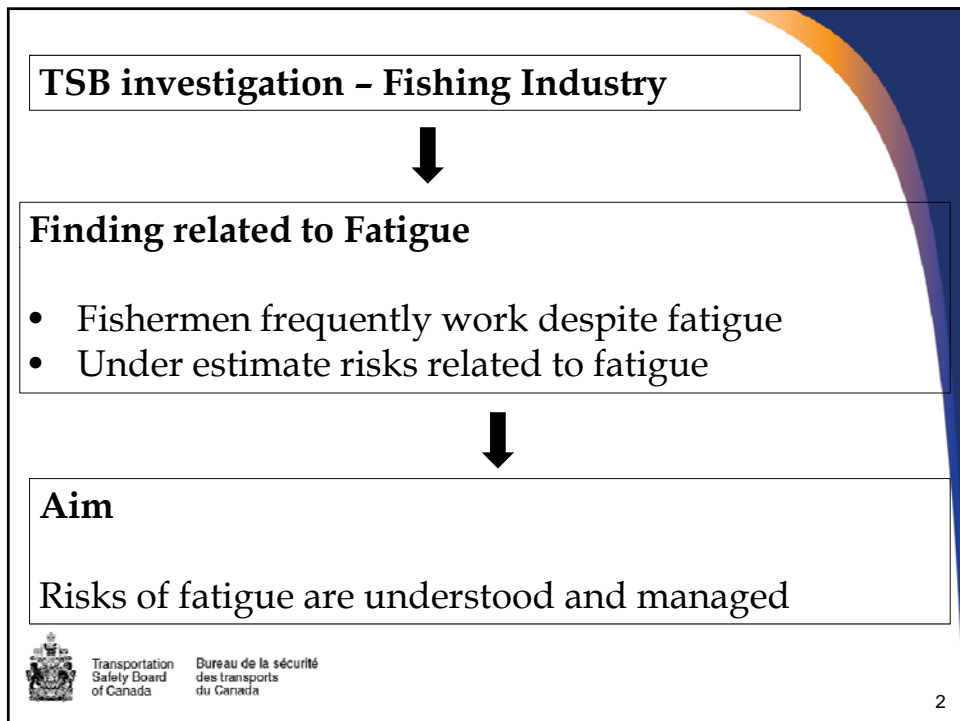 TSB investigation – Fishing Industry
Finding related to Fatigue
• Fishermen frequently work despite fatigue
• Under estimate risks related to fatigue
Aim
Risks of fatigue are understood and managed
Transportation
Safety Board
of Canada
Bureau de la sécurité
des transports
du Canada
2